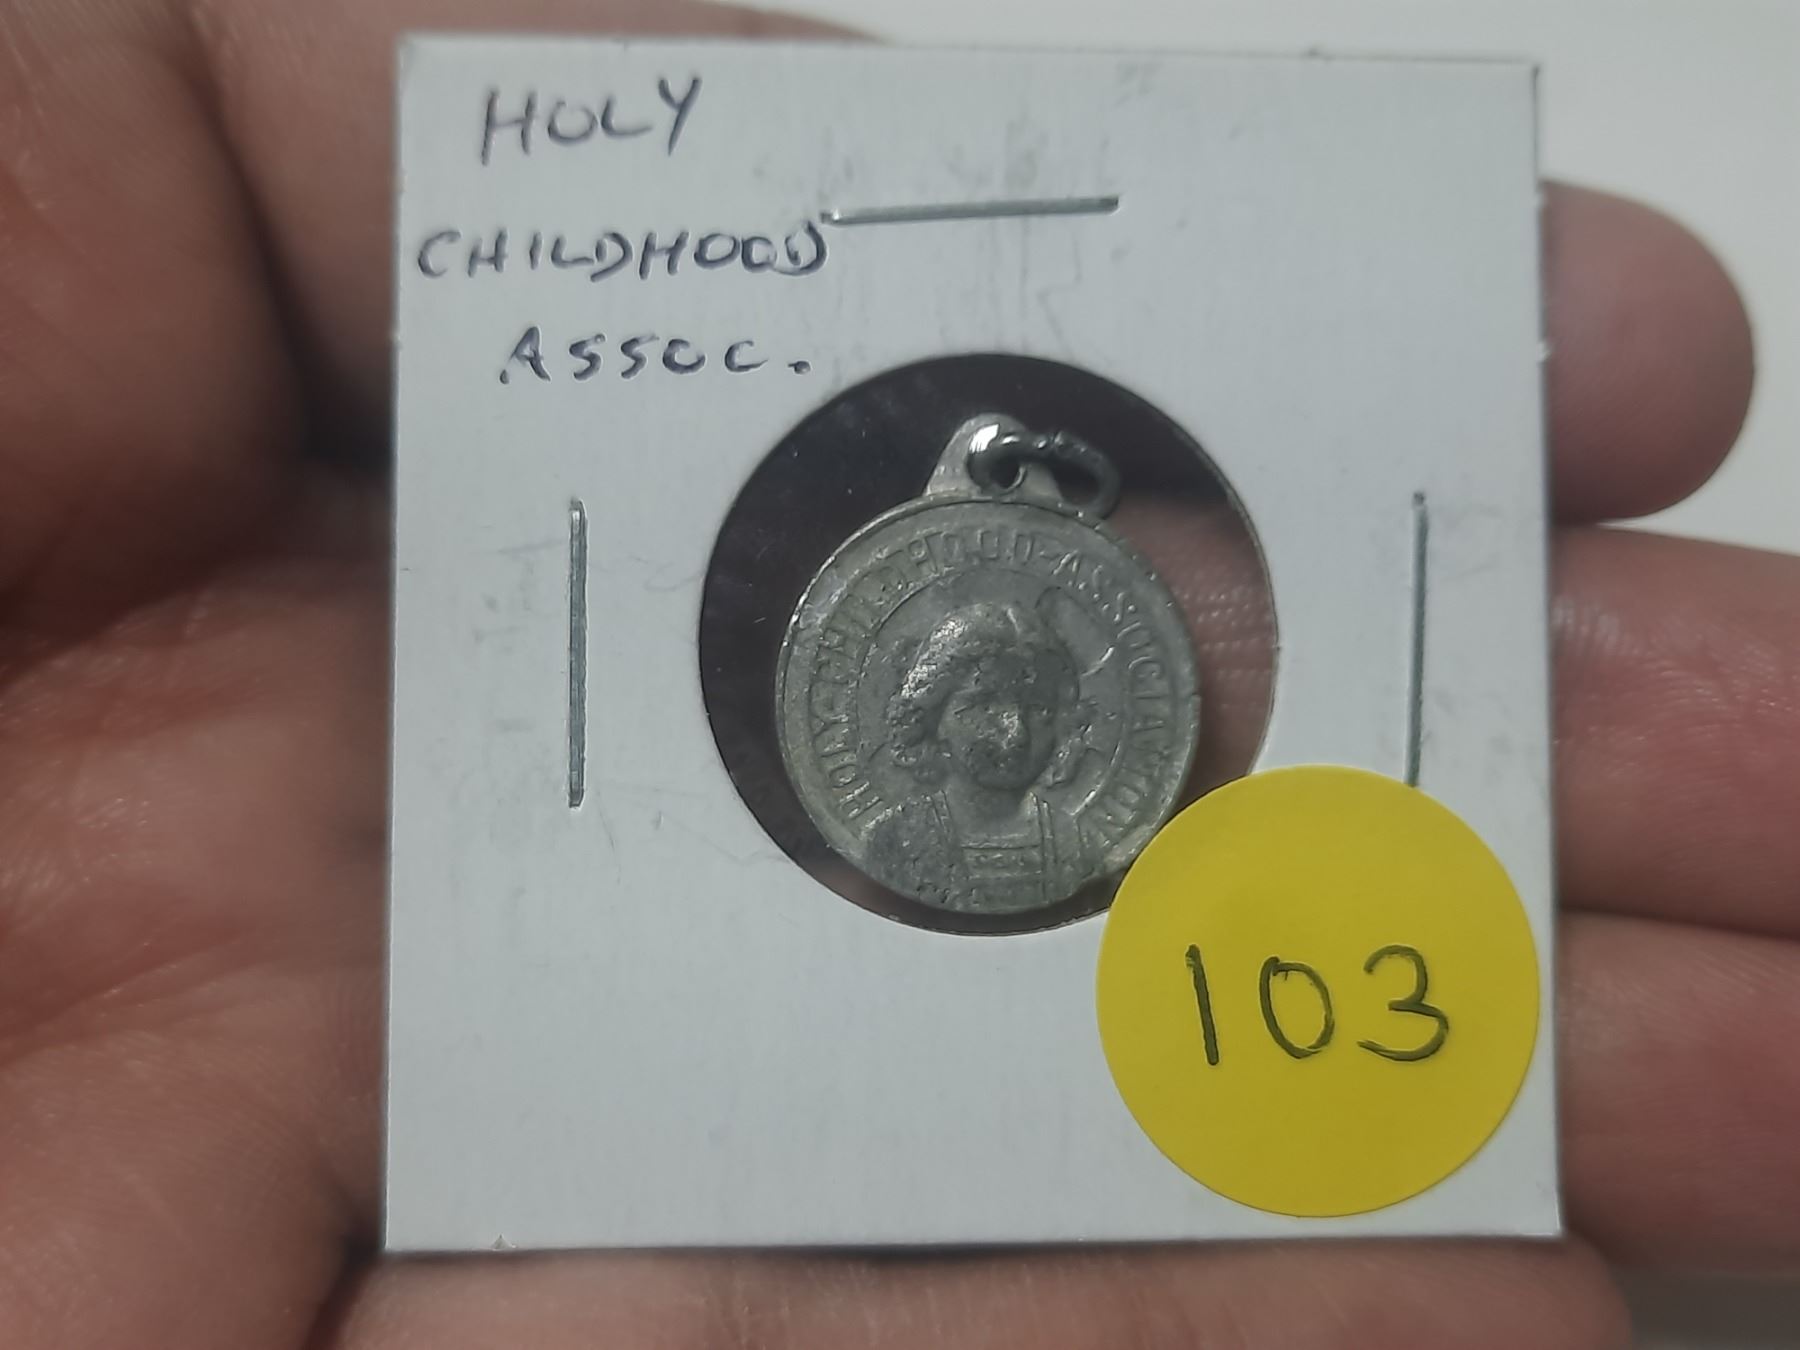 HOLY
CHILDHOOD
ASSOC.
HOLY-CHILDHOOD-ASSOCIATION
103